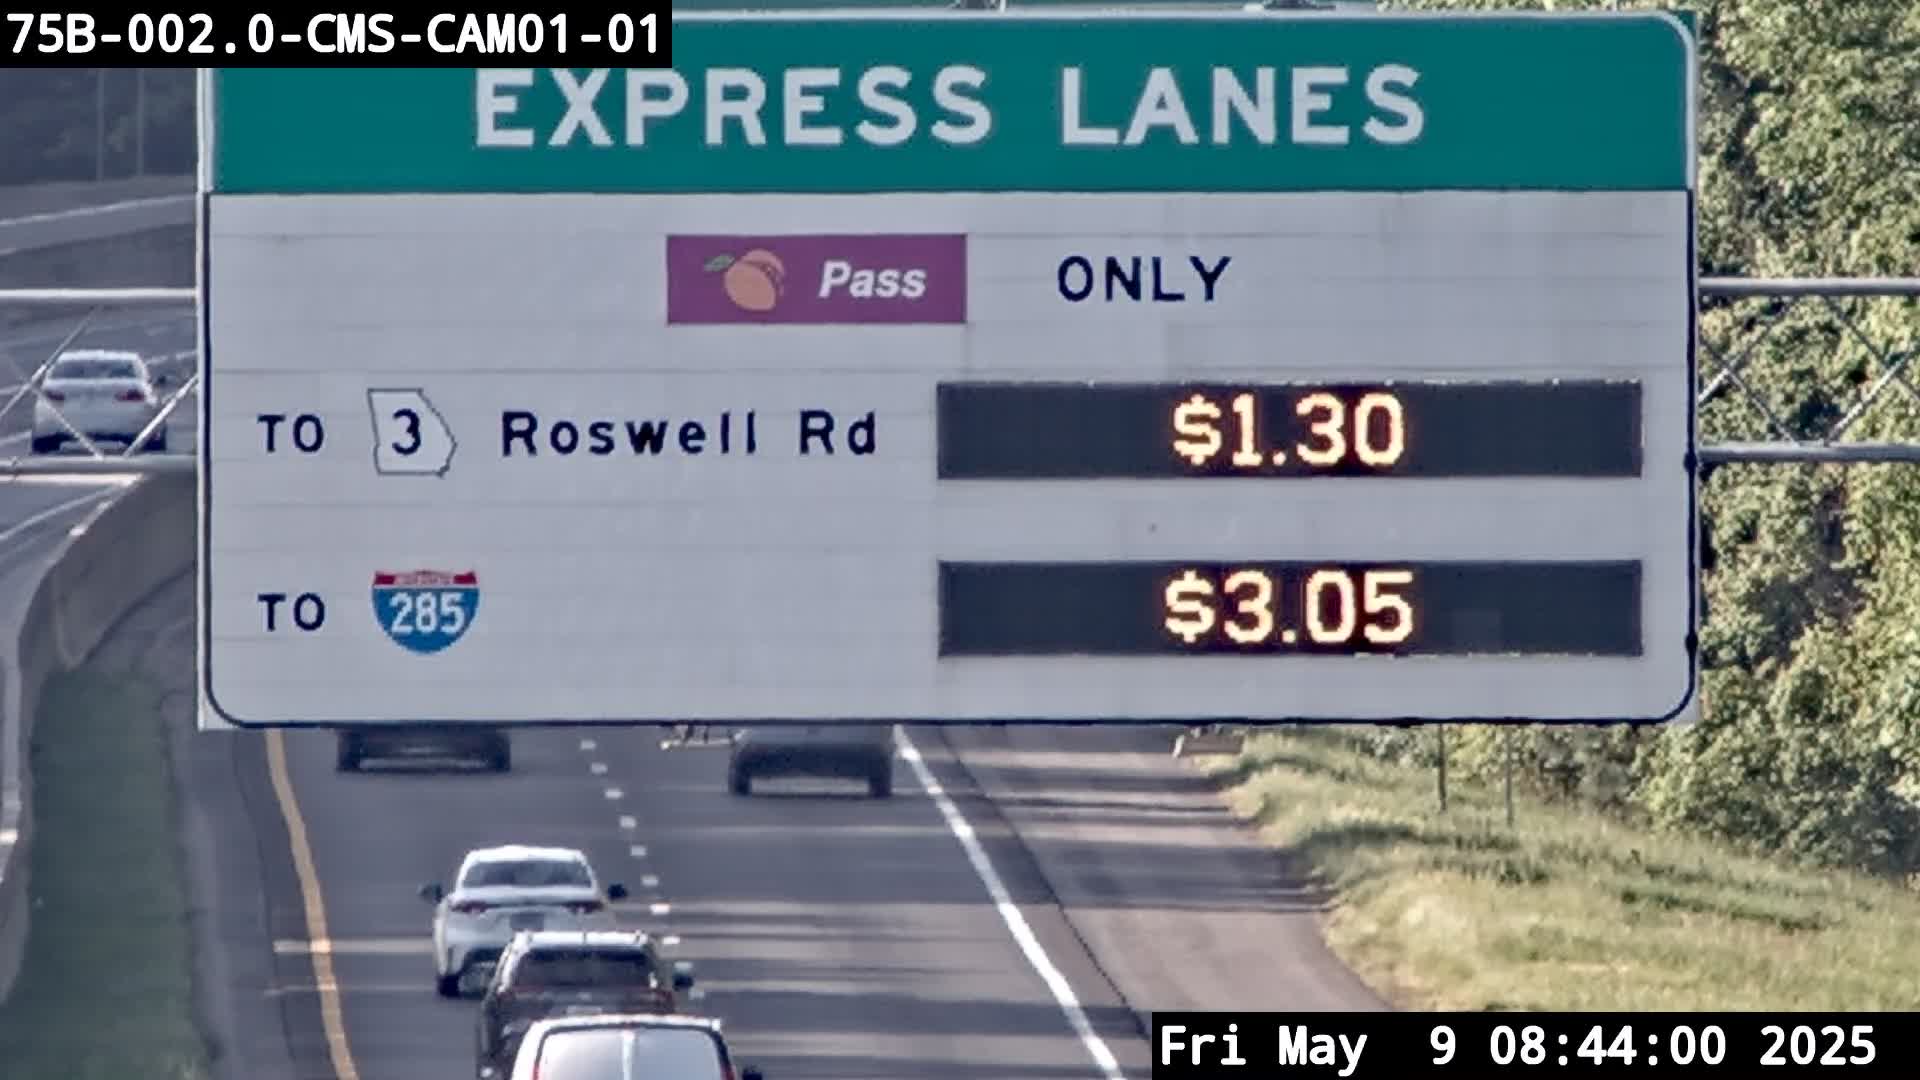 75B-002.0-CMS-CAM01-01
EXPRESS LANES
Pass ONLY
TO 3 Roswell Rd $1.30
TO 285 $3.05
Fri May 9 08:44:00 2025